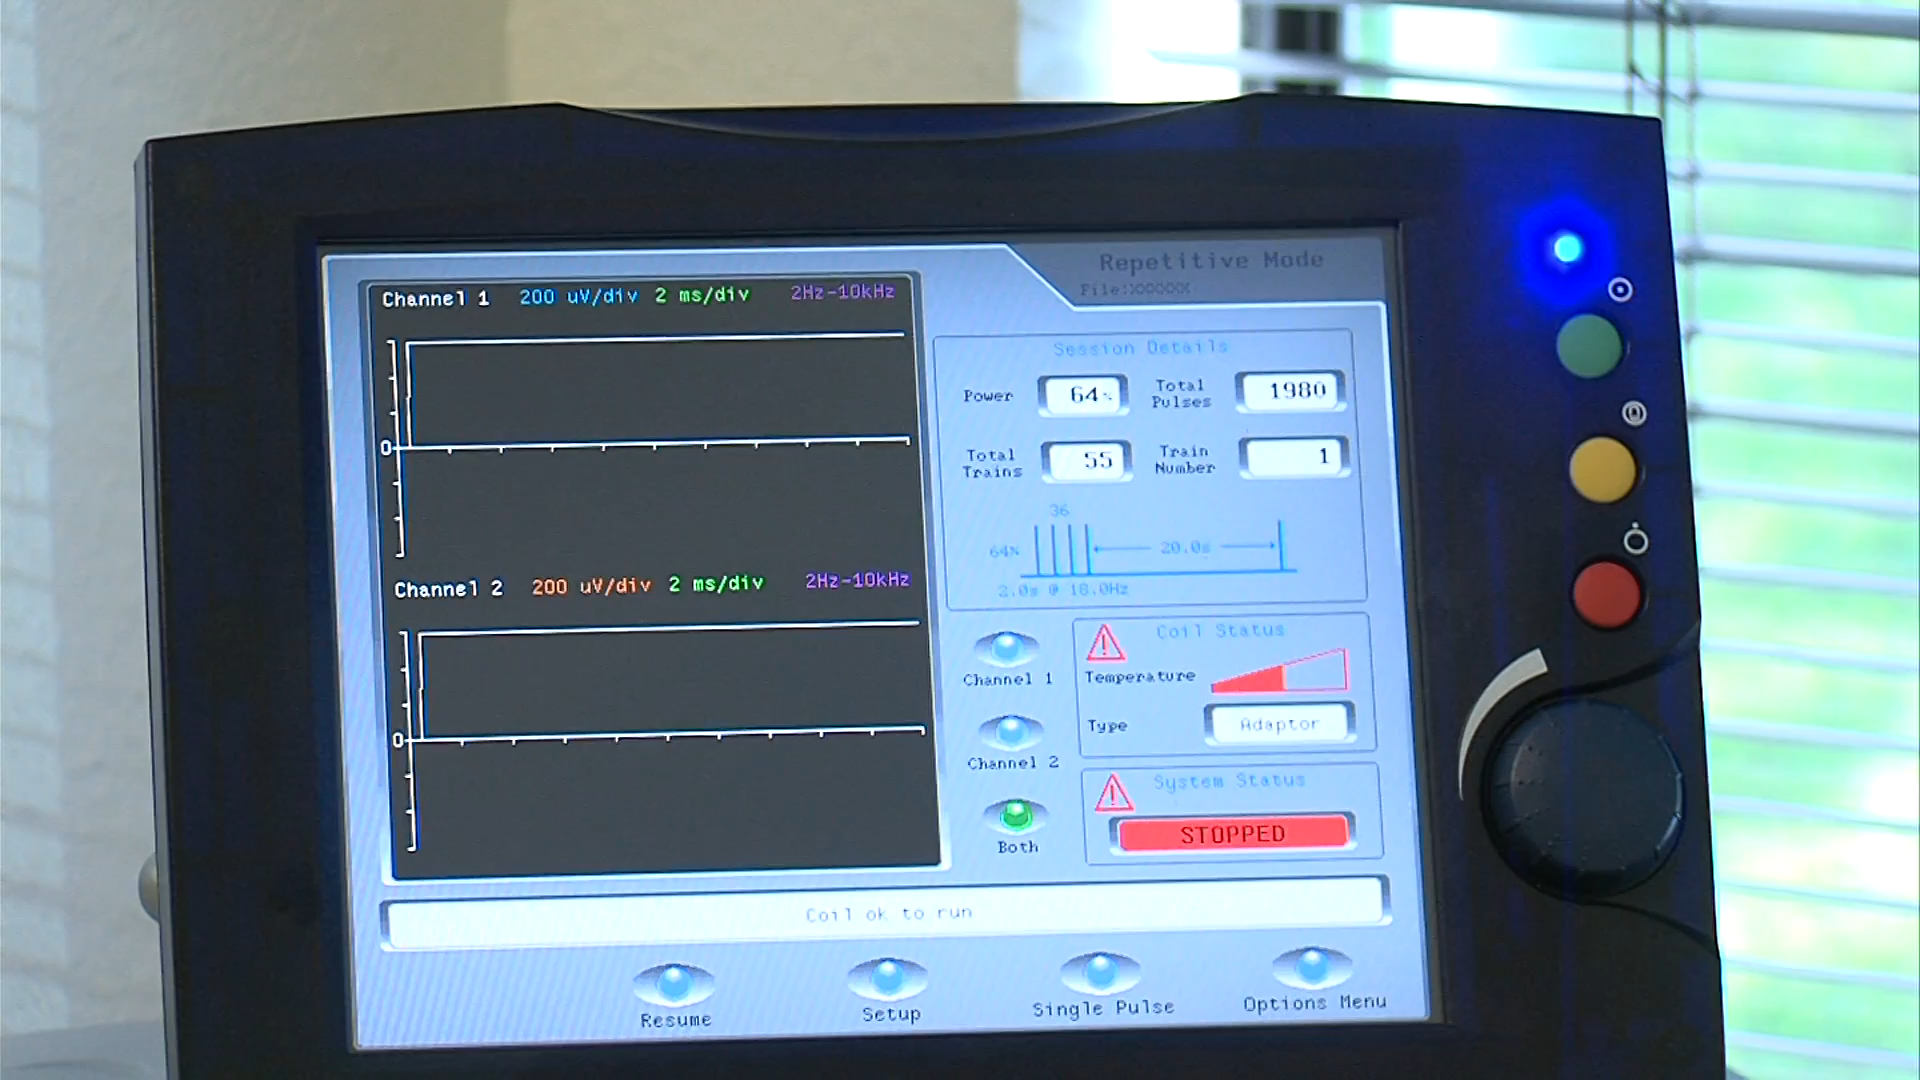 Repetitive Mode
File:XXXXXX
Channel 1 200 uV/div 2 ms/div 2Hz-10kHz
0
Channel 2 200 uV/div 2 ms/div 2Hz-10kHz
0
Session Details
Power 64% Total Pulses 1980
Total Trains 55 Train Number 1
36
64% 20.0s
2.0s @ 18.0Hz
Channel 1
Channel 2
Both
Coil Status
Temperature
Type Adaptor
System Status
STOPPED
Coil ok to run
Resume Setup Single Pulse Options Menu